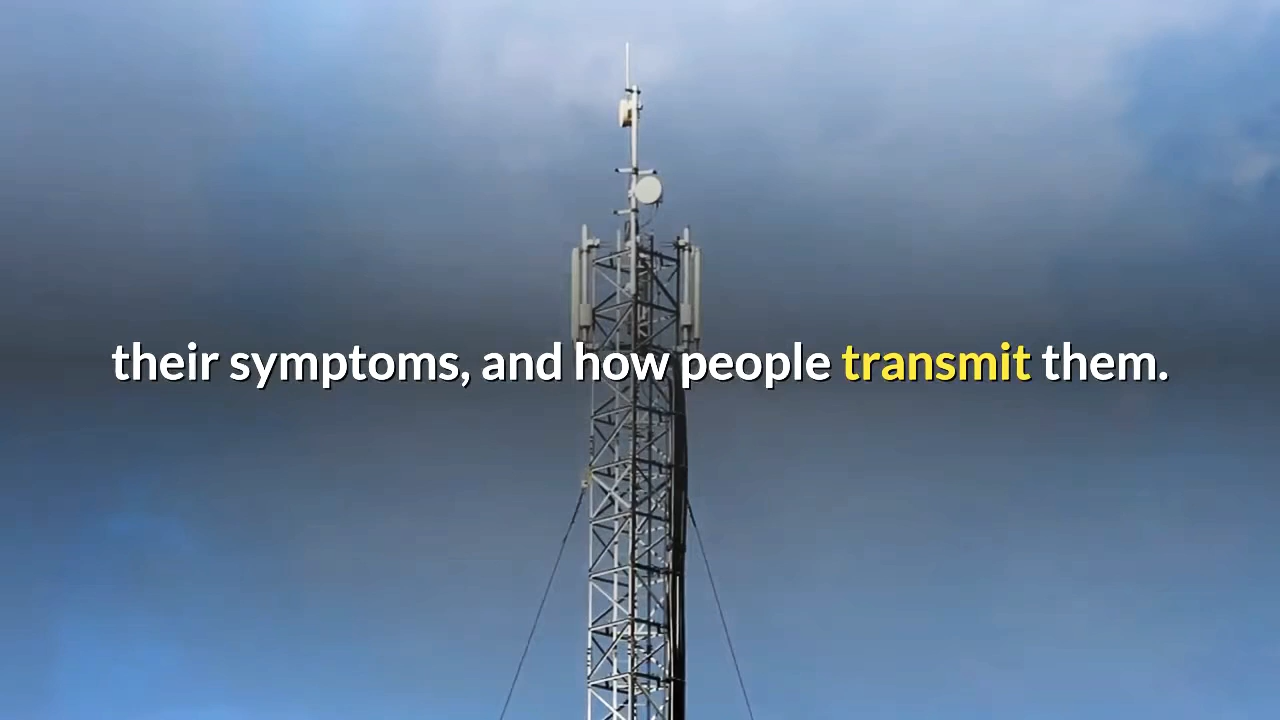 their symptoms, and how people transmit them.